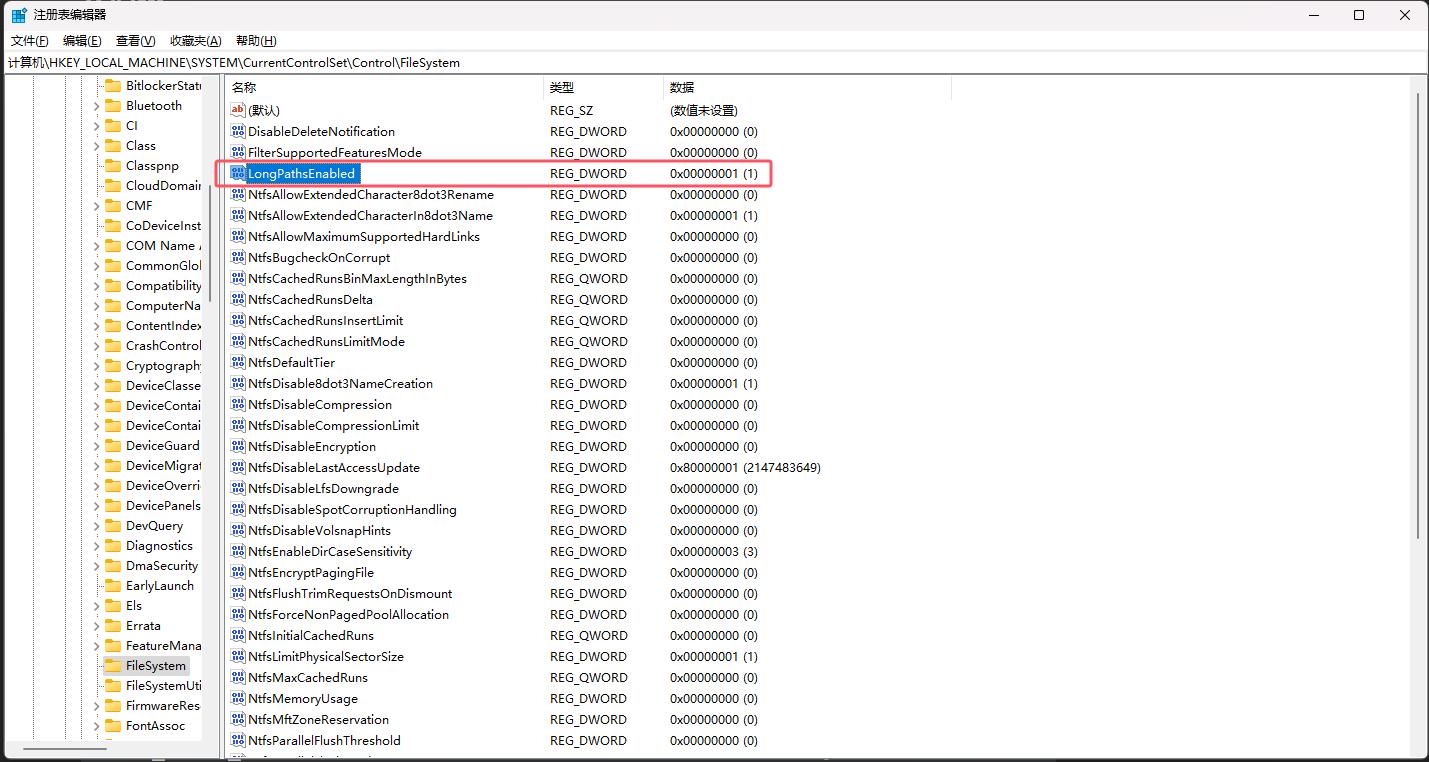 注册表编辑器
文件(F) 编辑(E) 查看(V) 收藏夹(A) 帮助(H)
计算机\HKEY_LOCAL_MACHINE\SYSTEM\CurrentControlSet\Control\FileSystem
BitlockerStatu
Bluetooth
CI
Class
Classpnp
CloudDomai
CMF
CoDeviceInst
COM Name
CommonGlo
Compatibility
ComputerNa
ContentIndex
CrashControl
Cryptography
DeviceClasse
DeviceContai
DeviceContai
DeviceGuard
DeviceMigrat
DeviceOverri
DevicePanels
DevQuery
Diagnostics
DmaSecurity
EarlyLaunch
Els
Errata
FeatureMana
FileSystem
FileSystemUti
FirmwareRes
FontAssoc
名称 类型 数据
(默认) REG_SZ (数值未设置)
DisableDeleteNotification REG_DWORD 0x00000000 (0)
FilterSupportedFeaturesMode REG_DWORD 0x00000000 (0)
LongPathsEnabled REG_DWORD 0x00000001 (1)
NtfsAllowExtendedCharacter8dot3Rename REG_DWORD 0x00000000 (0)
NtfsAllowExtendedCharacterIn8dot3Name REG_DWORD 0x00000001 (1)
NtfsAllowMaximumSupportedHardLinks REG_DWORD 0x00000000 (0)
NtfsBugcheckOnCorrupt REG_DWORD 0x00000000 (0)
NtfsCachedRunsBinMaxLengthInBytes REG_QWORD 0x00000000 (0)
NtfsCachedRunsDelta REG_QWORD 0x00000000 (0)
NtfsCachedRunsInsertLimit REG_QWORD 0x00000000 (0)
NtfsCachedRunsLimitMode REG_QWORD 0x00000000 (0)
NtfsDefaultTier REG_DWORD 0x00000000 (0)
NtfsDisable8dot3NameCreation REG_DWORD 0x00000001 (1)
NtfsDisableCompression REG_DWORD 0x00000000 (0)
NtfsDisableCompressionLimit REG_DWORD 0x00000000 (0)
NtfsDisableEncryption REG_DWORD 0x00000000 (0)
NtfsDisableLastAccessUpdate REG_DWORD 0x80000001 (2147483649)
NtfsDisableLfsDowngrade REG_DWORD 0x00000000 (0)
NtfsDisableSpotCorruptionHandling REG_DWORD 0x00000000 (0)
NtfsDisableVolsnapHints REG_DWORD 0x00000000 (0)
NtfsEnableDirCaseSensitivity REG_DWORD 0x00000003 (3)
NtfsEncryptPagingFile REG_DWORD 0x00000000 (0)
NtfsFlushTrimRequestsOnDismount REG_DWORD 0x00000000 (0)
NtfsForceNonPagedPoolAllocation REG_DWORD 0x00000000 (0)
NtfsInitialCachedRuns REG_QWORD 0x00000000 (0)
NtfsLimitPhysicalSectorSize REG_DWORD 0x00000001 (1)
NtfsMaxCachedRuns REG_QWORD 0x00000000 (0)
NtfsMemoryUsage REG_DWORD 0x00000000 (0)
NtfsMftZoneReservation REG_DWORD 0x00000000 (0)
NtfsParallelFlushThreshold REG_DWORD 0x00000000 (0)